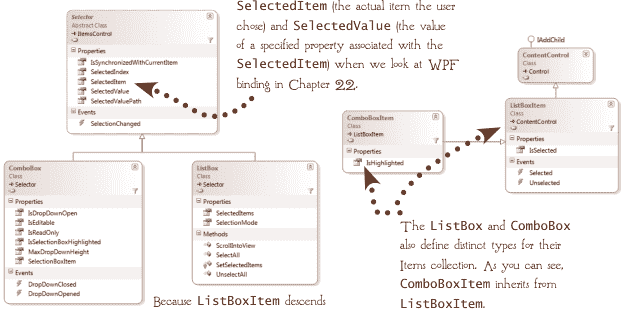 SelectedItem (the actual item the user
chose) and SelectedValue (the value
of a specified property associated with the
SelectedItem) when we look at WPF
binding in Chapter 22.
Selector
Abstract Class
ItemsControl
Properties
IsSynchronizedWithCurrentItem
SelectedIndex
SelectedItem
SelectedValue
SelectedValuePath
Events
SelectionChanged
IAddChild
ContentControl
Class
Control
ComboBoxItem
Class
ListBoxItem
Properties
IsHighlighted
ListBoxItem
Class
ContentControl
Properties
IsSelected
Events
Selected
Unselected
ComboBox
Class
Selector
Properties
IsDropDownOpen
IsEditable
IsReadOnly
IsSelectionBoxHighlighted
MaxDropDownHeight
SelectionBoxItem
Events
DropDownClosed
DropDownOpened
ListBox
Class
Selector
Properties
SelectedItems
SelectionMode
Methods
ScrollIntoView
SelectAll
SetSelectedItems
UnselectAll
The ListBox and ComboBox
also define distinct types for their
Items collection. As you can see,
ComboBoxItem inherits from
ListBoxItem.
Because ListBoxItem descends